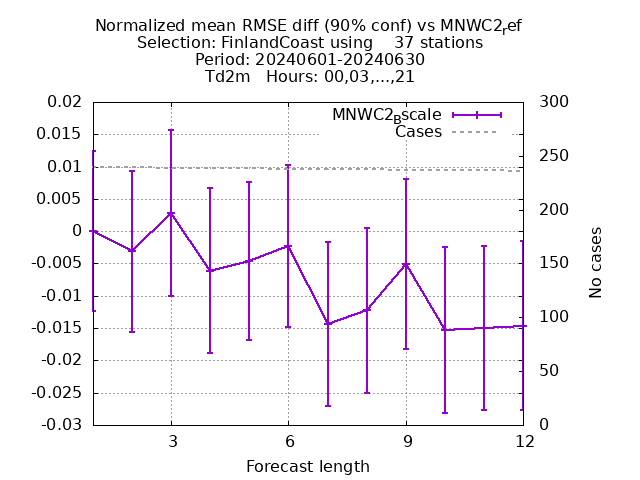 Normalized mean RMSE diff (90% conf) vs MNWC2ref
Selection: FinlandCoast using 37 stations
Period: 20240601-20240630
Td2m Hours: 00,03,...,21
MNWC2Bscale
Cases
0.02
0.015
0.01
0.005
0
-0.005
-0.01
-0.015
-0.02
-0.025
-0.03
300
250
200
150
100
50
0
No cases
3
6
9
12
Forecast length